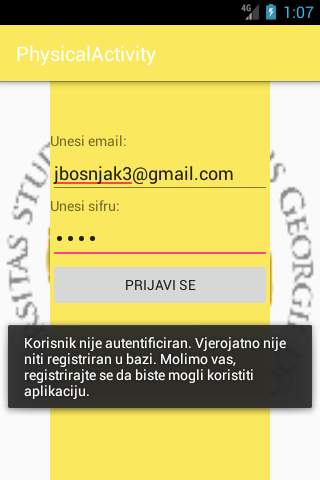 4G 1:07
PhysicalActivity
Unesi email:
jbosnjak3@gmail.com
Unesi sifru:
••••
PRIJAVI SE
Korisnik nije autentificiran. Vjerojatno nije
niti registriran u bazi. Molimo vas,
registrirajte se da biste mogli koristiti
aplikaciju.
SITAS STUD
S GEORGI